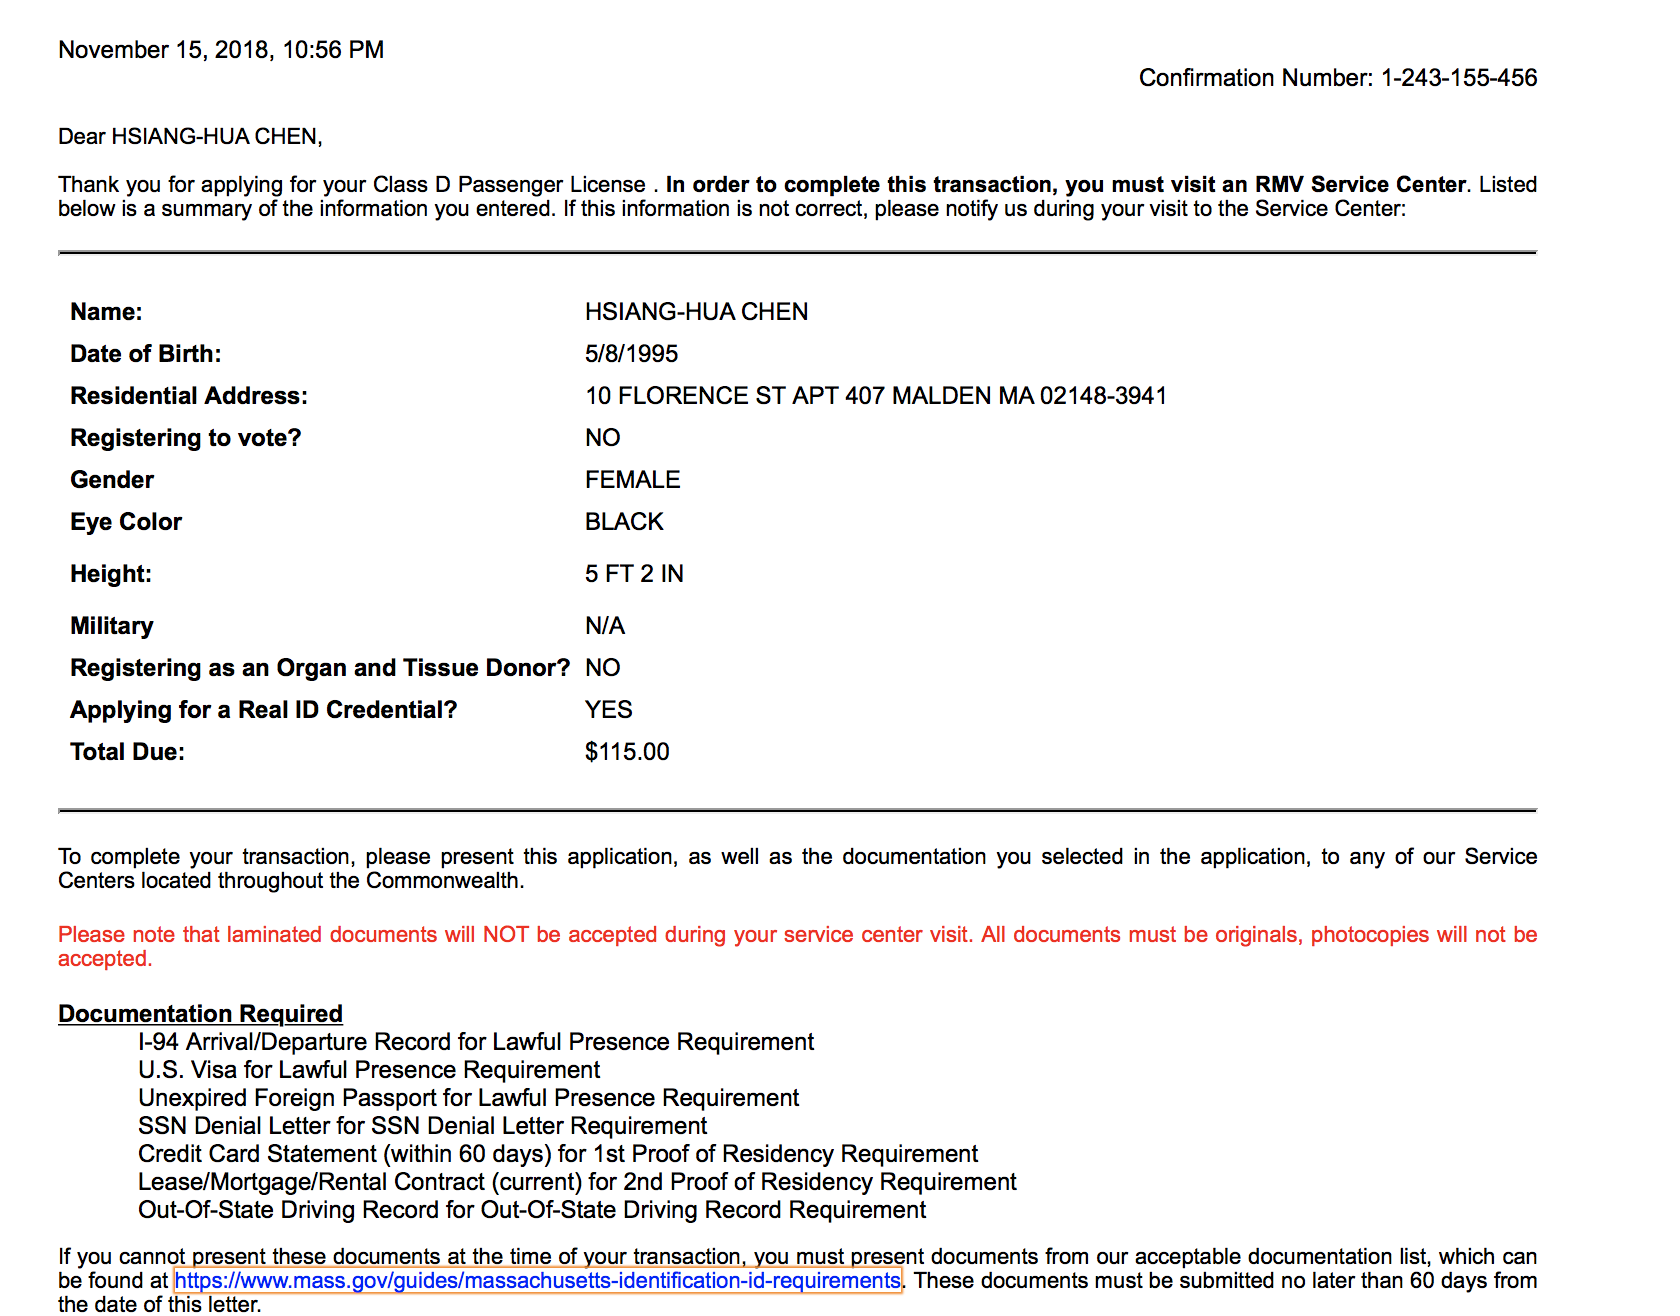 November 15, 2018, 10:56 PM
Confirmation Number: 1-243-155-456
Dear HSIANG-HUA CHEN,
Thank you for applying for your Class D Passenger License . In order to complete this transaction, you must visit an RMV Service Center. Listed
below is a summary of the information you entered. If this information is not correct, please notify us during your visit to the Service Center:
Name: HSIANG-HUA CHEN
Date of Birth: 5/8/1995
Residential Address: 10 FLORENCE ST APT 407 MALDEN MA 02148-3941
Registering to vote? NO
Gender FEMALE
Eye Color BLACK
Height: 5 FT 2 IN
Military N/A
Registering as an Organ and Tissue Donor? NO
Applying for a Real ID Credential? YES
Total Due: $115.00
To complete your transaction, please present this application, as well as the documentation you selected in the application, to any of our Service
Centers located throughout the Commonwealth.
Please note that laminated documents will NOT be accepted during your service center visit. All documents must be originals, photocopies will not be
accepted.
Documentation Required
I-94 Arrival/Departure Record for Lawful Presence Requirement
U.S. Visa for Lawful Presence Requirement
Unexpired Foreign Passport for Lawful Presence Requirement
SSN Denial Letter for SSN Denial Letter Requirement
Credit Card Statement (within 60 days) for 1st Proof of Residency Requirement
Lease/Mortgage/Rental Contract (current) for 2nd Proof of Residency Requirement
Out-Of-State Driving Record for Out-Of-State Driving Record Requirement
If you cannot present these documents at the time of your transaction, you must present documents from our acceptable documentation list, which can
be found at https://www.mass.gov/guides/massachusetts-identification-id-requirements. These documents must be submitted no later than 60 days from
the date of this letter.